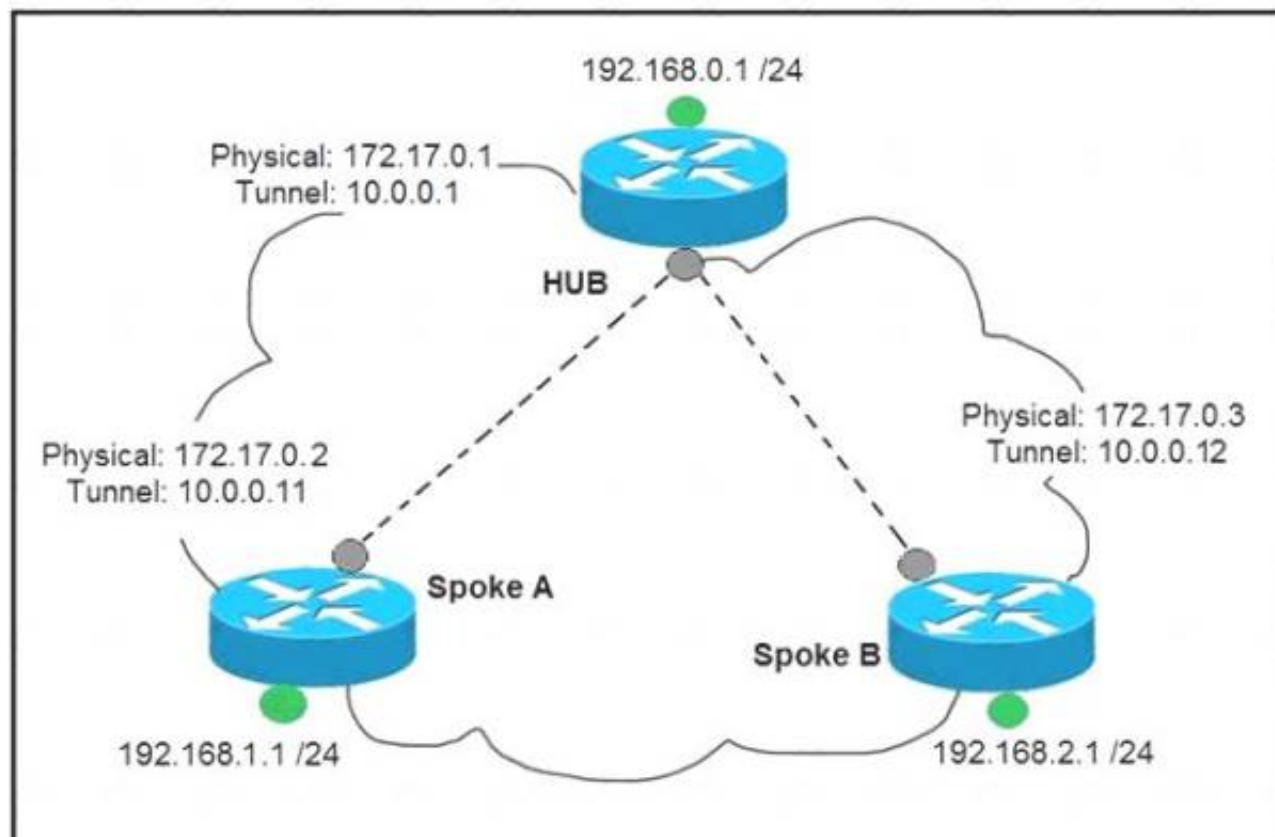 192.168.0.1 /24
Physical: 172.17.0.1
Tunnel: 10.0.0.1
HUB
Physical: 172.17.0.3
Tunnel: 10.0.0.12
Physical: 172.17.0.2
Tunnel: 10.0.0.11
Spoke A
Spoke B
192.168.1.1 /24
192.168.2.1 /24